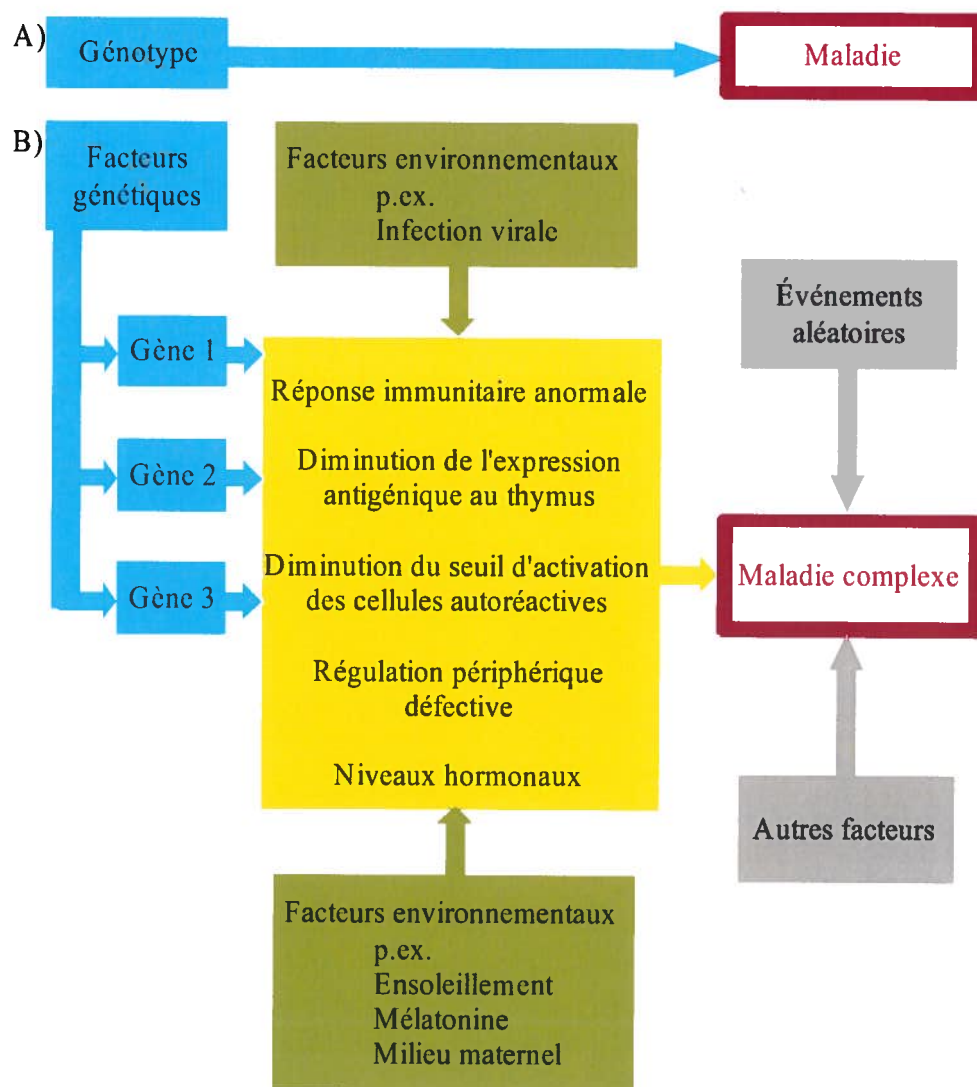 A)
Génotype
Maladie
B)
Facteurs
génétiques
Facteurs environnementaux
p.ex.
Infection virale
Événements
aléatoires
Gène 1
Gène 2
Gène 3
Réponse immunitaire anormale
Diminution de l'expression
antigénique au thymus
Diminution du seuil d'activation
des cellules autoréactives
Régulation périphérique
défective
Niveaux hormonaux
Maladie complexe
Autres facteurs
Facteurs environnementaux
p.ex.
Ensoleillement
Mélatonine
Milieu maternel